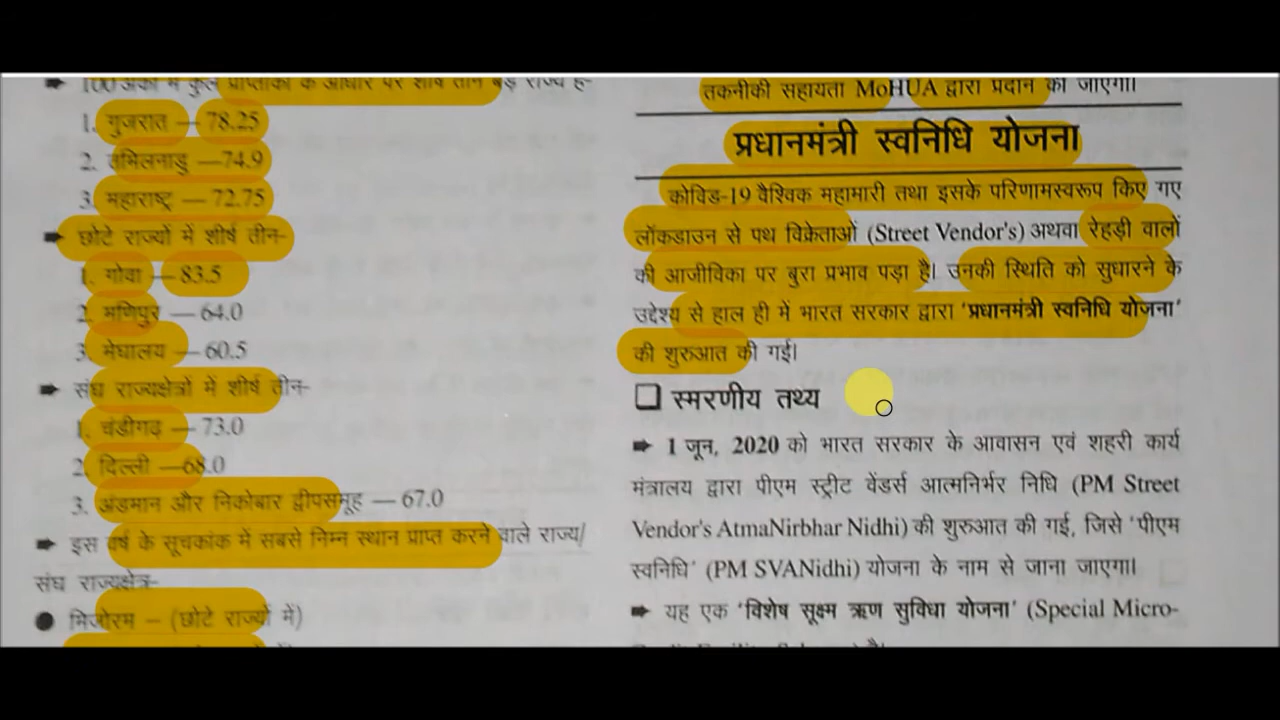 100 अंकों में कुल प्राप्तांकों के आधार पर शीर्ष तीन बड़े राज्य हैं-
1. गुजरात — 78.25
2. तमिलनाडु —74.9
3. महाराष्ट्र — 72.75
➨ छोटे राज्यों में शीर्ष तीन-
1. गोवा — 83.5
2. मणिपुर — 64.0
3. मेघालय — 60.5
➨ संघ राज्यक्षेत्रों में शीर्ष तीन-
1. चंडीगढ़ — 73.0
2. दिल्ली —68.0
3. अंडमान और निकोबार द्वीपसमूह — 67.0
➨ इस वर्ष के सूचकांक में सबसे निम्न स्थान प्राप्त करने वाले राज्य/
संघ राज्यक्षेत्र-
● मिजोरम – (छोटे राज्यों में)
तकनीकी सहायता MoHUA द्वारा प्रदान की जाएगी।
प्रधानमंत्री स्वनिधि योजना
कोविड-19 वैश्विक महामारी तथा इसके परिणामस्वरूप किए गए
लॉकडाउन से पथ विक्रेताओं (Street Vendor's) अथवा रेहड़ी वालों
की आजीविका पर बुरा प्रभाव पड़ा है। उनकी स्थिति को सुधारने के
उद्देश्य से हाल ही में भारत सरकार द्वारा 'प्रधानमंत्री स्वनिधि योजना'
की शुरुआत की गई।
❑ स्मरणीय तथ्य
➨ 1 जून, 2020 को भारत सरकार के आवासन एवं शहरी कार्य
मंत्रालय द्वारा पीएम स्ट्रीट वेंडर्स आत्मनिर्भर निधि (PM Street
Vendor's AtmaNirbhar Nidhi) की शुरुआत की गई, जिसे 'पीएम
स्वनिधि' (PM SVANidhi) योजना के नाम से जाना जाएगा।
➨ यह एक 'विशेष सूक्ष्म ऋण सुविधा योजना' (Special Micro-